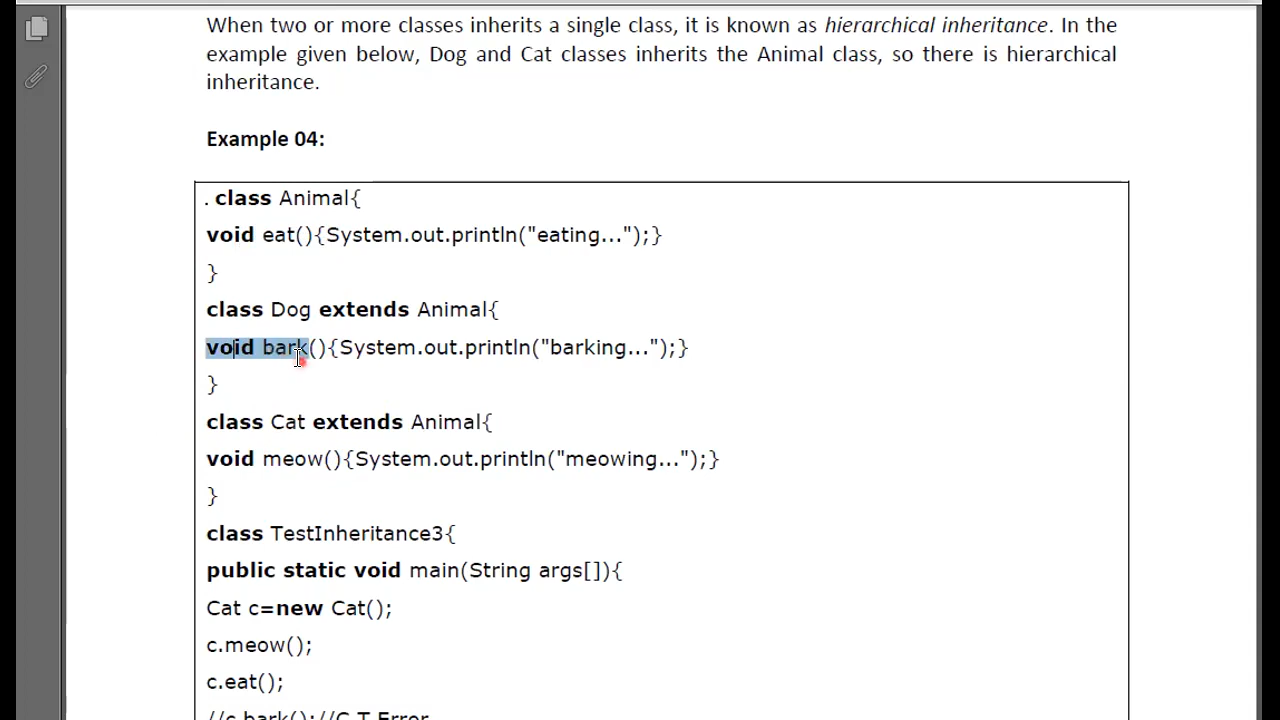 When two or more classes inherits a single class, it is known as hierarchical inheritance. In the
example given below, Dog and Cat classes inherits the Animal class, so there is hierarchical
inheritance.
Example 04:
. class Animal{
void eat(){System.out.println("eating...");}
}
class Dog extends Animal{
void bark(){System.out.println("barking...");}
}
class Cat extends Animal{
void meow(){System.out.println("meowing...");}
}
class TestInheritance3{
public static void main(String args[]){
Cat c=new Cat();
c.meow();
c.eat();
//c.bark();//C.T.Error